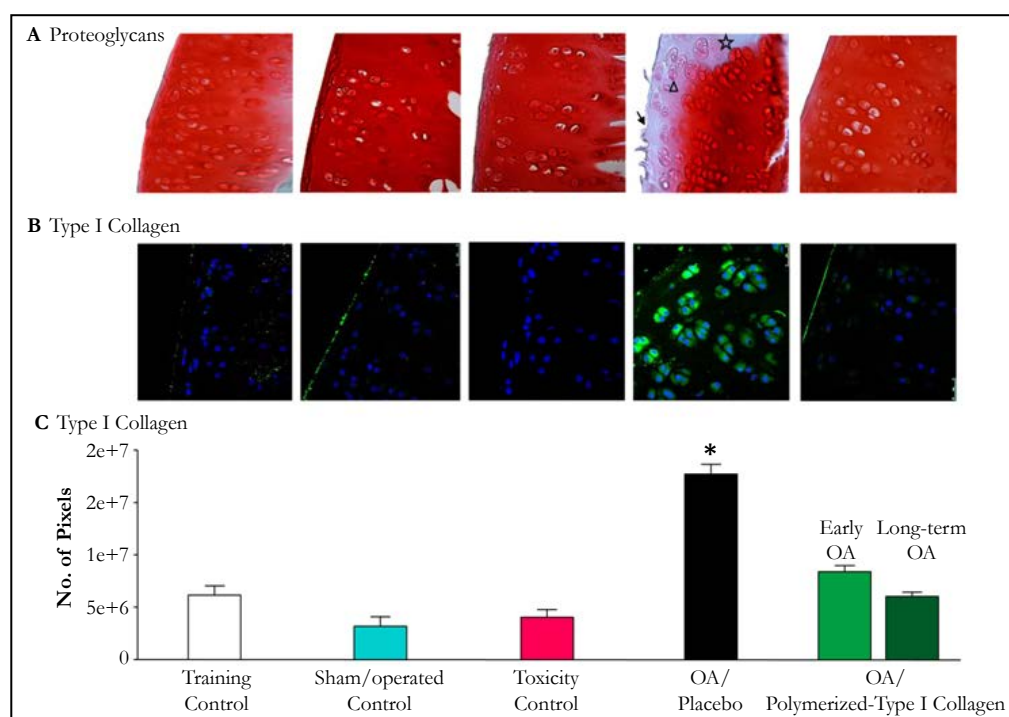 A Proteoglycans
B Type I Collagen
C Type I Collagen
No. of Pixels
2e+7
2e+7
1e+7
5e+6
0
*
Early
OA
Long-term
OA
Training
Control
Sham/operated
Control
Toxicity
Control
OA/
Placebo
OA/
Polymerized-Type I Collagen